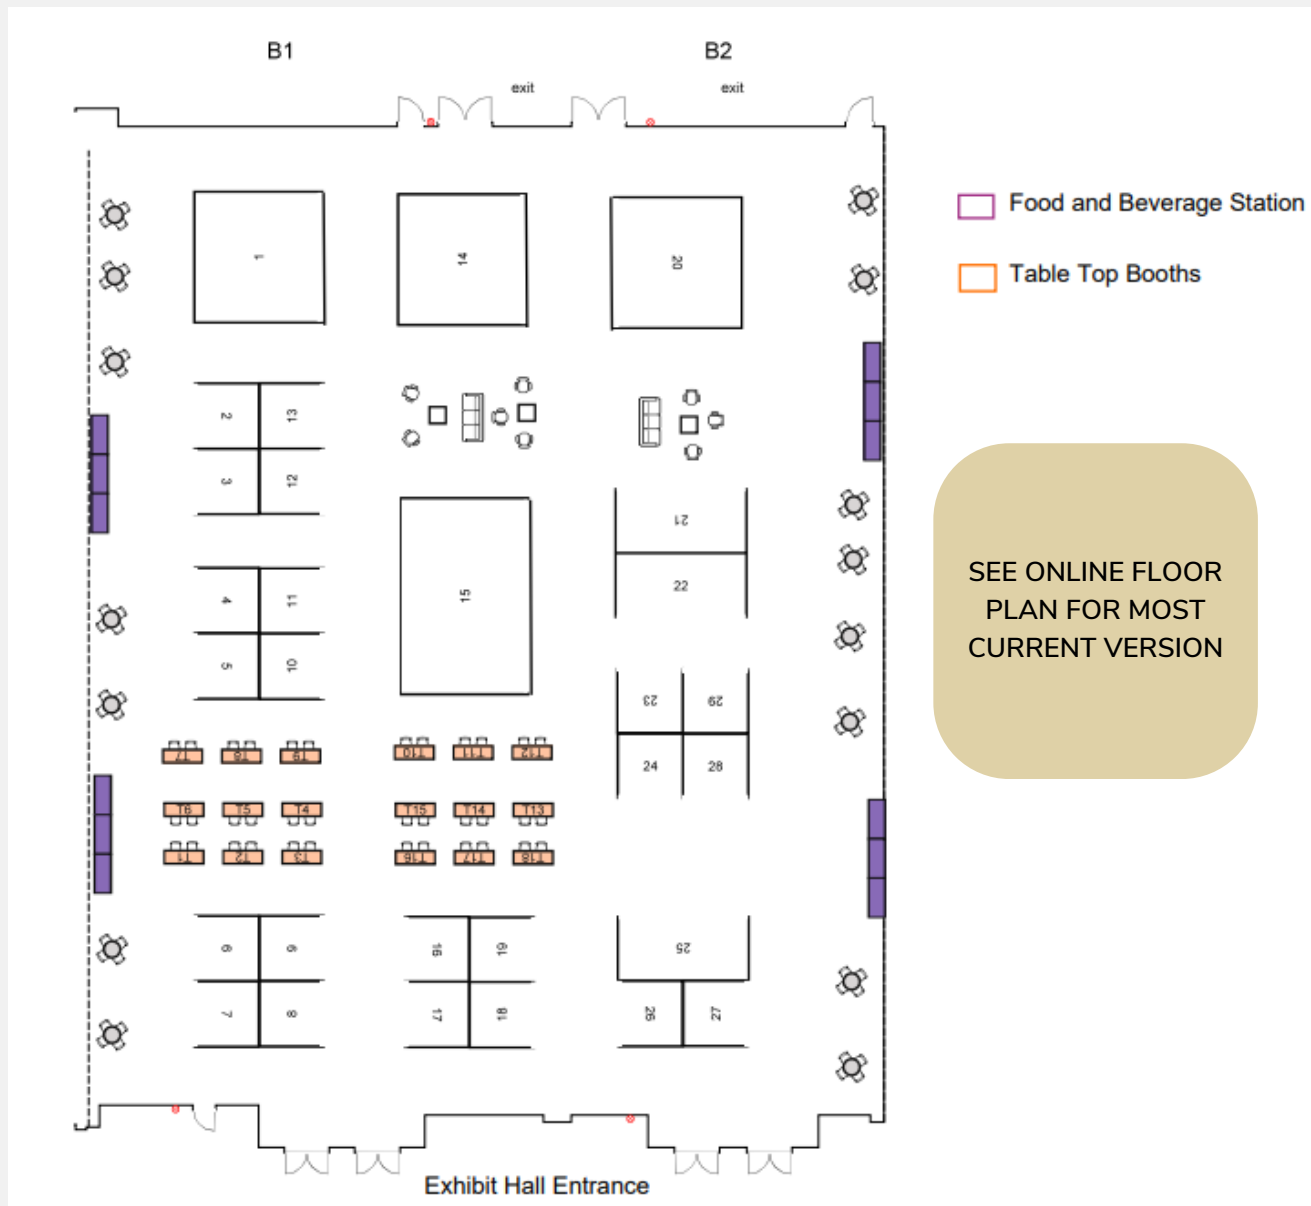 B1
B2
exit
exit
1
14
20
Food and Beverage Station
Table Top Booths
2
13
3
12
21
15
22
4
11
5
10
23
29
24
28
T7
T8
T9
T10
T11
T12
T6
T5
T4
T15
T14
T13
T1
T2
T3
T16
T17
T18
6
9
16
19
25
7
8
17
18
26
27
SEE ONLINE FLOOR
PLAN FOR MOST
CURRENT VERSION
Exhibit Hall Entrance